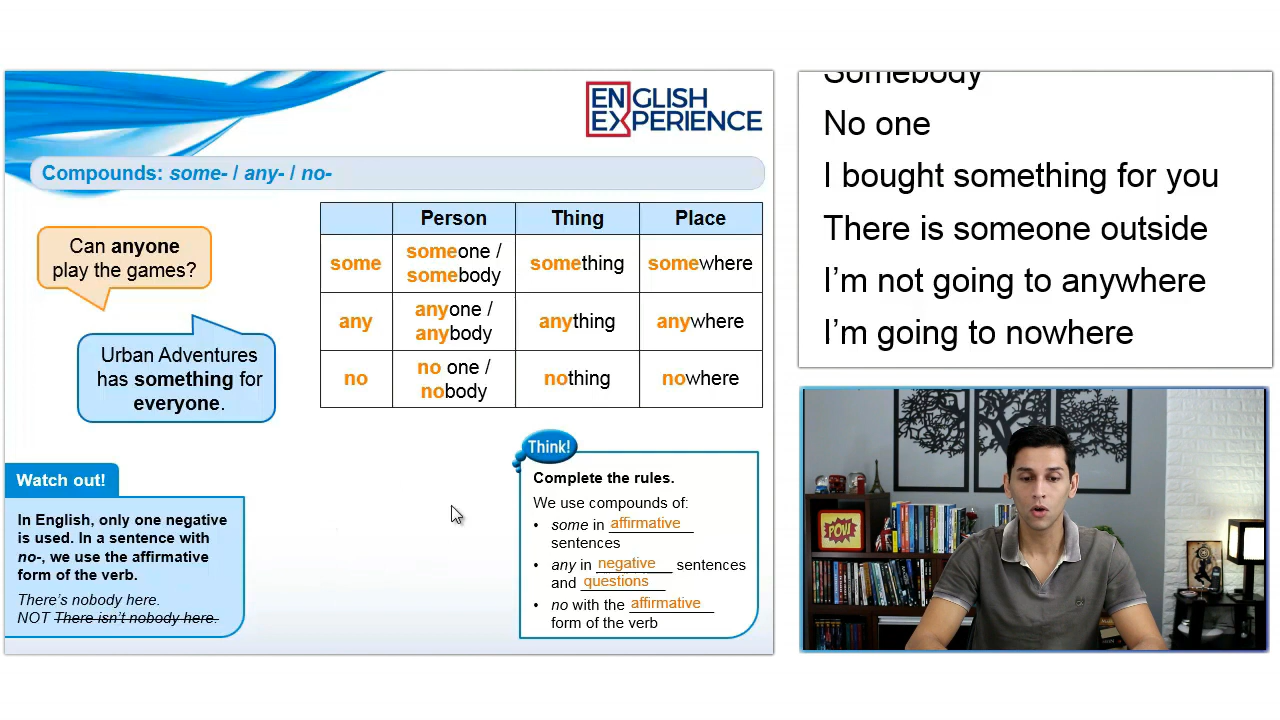 ENGLISH
EXPERIENCE
Compounds: some- / any- / no-
Can anyone
play the games?
Urban Adventures
has something for
everyone.
Person Thing Place
some someone / somebody something somewhere
any anyone / anybody anything anywhere
no no one / nobody nothing nowhere
Watch out!
In English, only one negative
is used. In a sentence with
no-, we use the affirmative
form of the verb.
There's nobody here.
NOT There isn't nobody here.
Think!
Complete the rules.
We use compounds of:
• some in affirmative
sentences
• any in negative sentences
and questions
• no with the affirmative
form of the verb
Somebody
No one
I bought something for you
There is someone outside
I'm not going to anywhere
I'm going to nowhere
POW